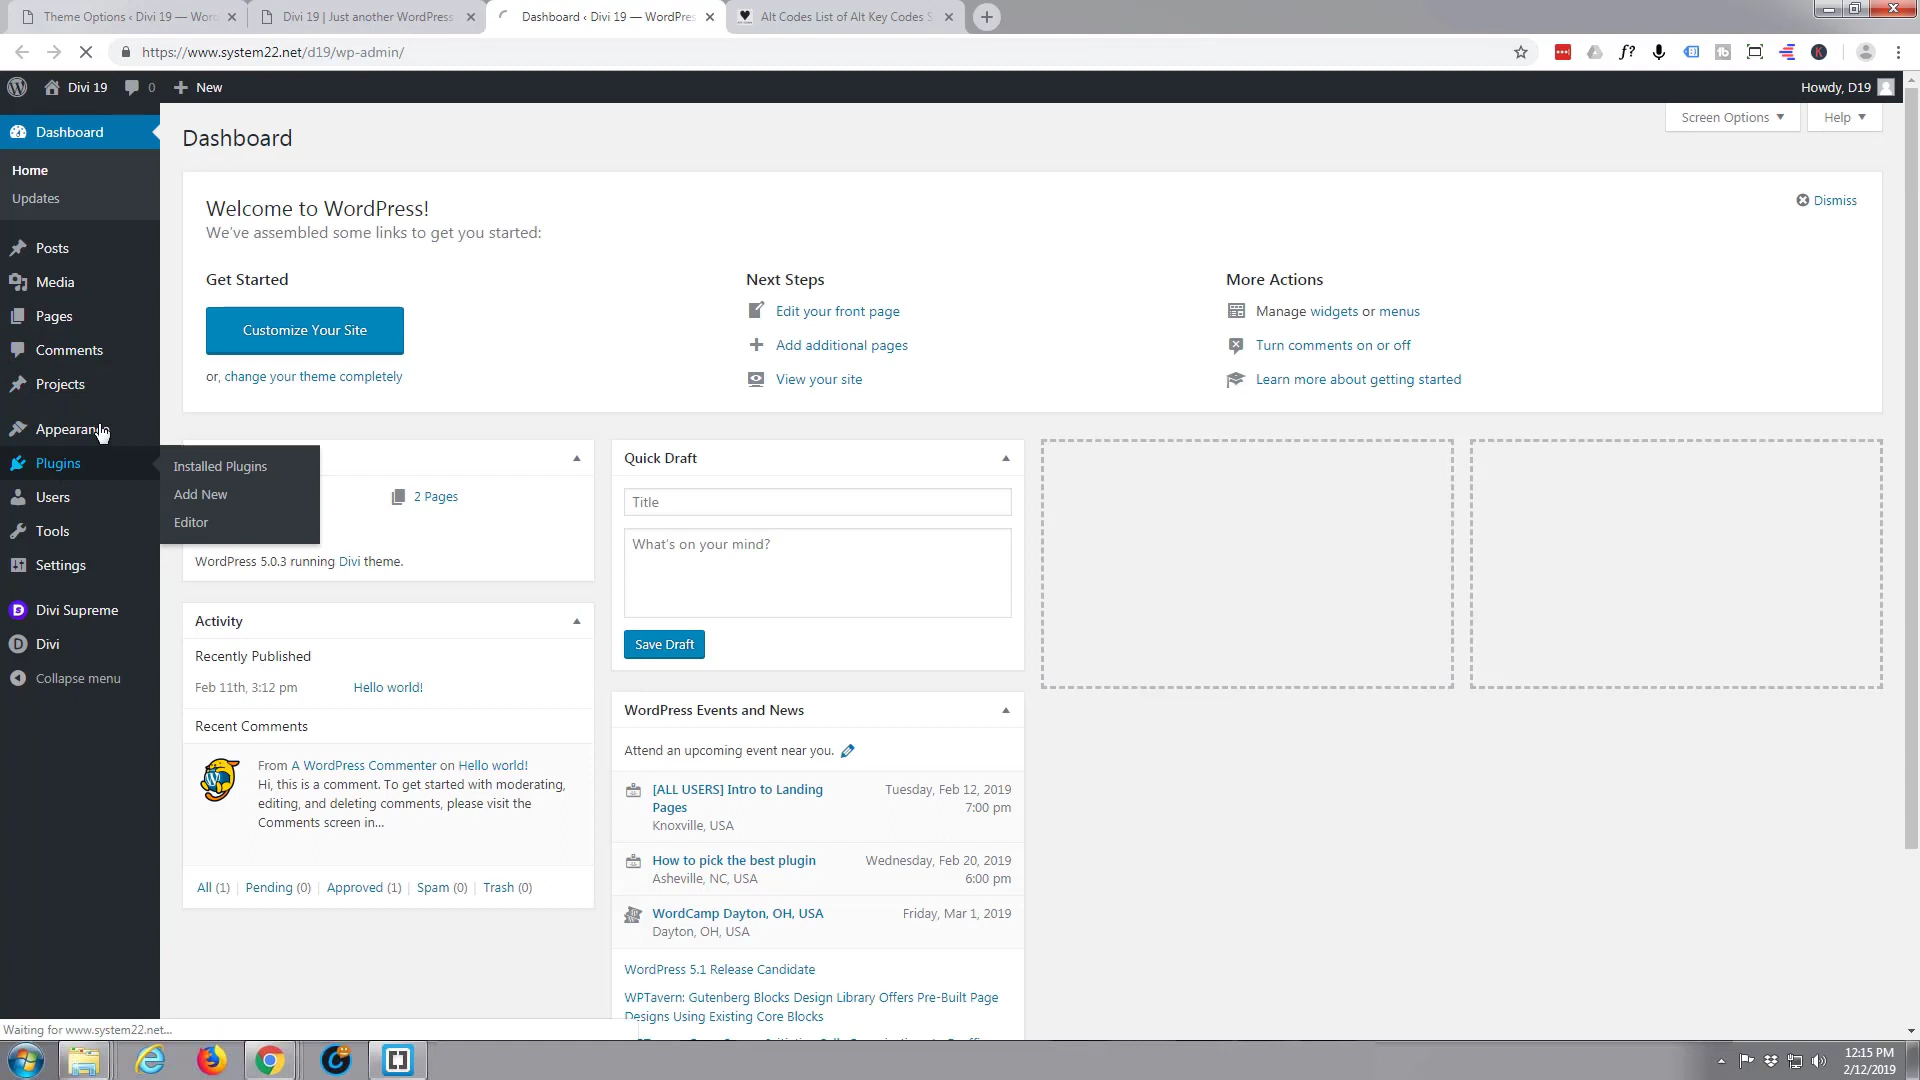 Theme Options ‹ Divi 19 — Wor
Divi 19 | Just another WordPress
Dashboard ‹ Divi 19 — WordPres
Alt Codes List of Alt Key Codes S
https://www.system22.net/d19/wp-admin/
Divi 19
0
New
Howdy, D19
Dashboard
Home
Updates
Posts
Media
Pages
Comments
Projects
Appearanc
Plugins
Users
Tools
Settings
Divi Supreme
Divi
Collapse menu
Installed Plugins
Add New
Editor
Dashboard
Screen Options
Help
Welcome to WordPress!
We've assembled some links to get you started:
Dismiss
Get Started
Customize Your Site
or, change your theme completely
Next Steps
Edit your front page
Add additional pages
View your site
More Actions
Manage widgets or menus
Turn comments on or off
Learn more about getting started
2 Pages
WordPress 5.0.3 running Divi theme.
Activity
Recently Published
Feb 11th, 3:12 pm
Hello world!
Recent Comments
From A WordPress Commenter on Hello world!
Hi, this is a comment. To get started with moderating,
editing, and deleting comments, please visit the
Comments screen in…
All (1) | Pending (0) | Approved (1) | Spam (0) | Trash (0)
Quick Draft
Title
What's on your mind?
Save Draft
WordPress Events and News
Attend an upcoming event near you.
[ALL USERS] Intro to Landing
Pages
Knoxville, USA
Tuesday, Feb 12, 2019
7:00 pm
How to pick the best plugin
Asheville, NC, USA
Wednesday, Feb 20, 2019
6:00 pm
WordCamp Dayton, OH, USA
Dayton, OH, USA
Friday, Mar 1, 2019
WordPress 5.1 Release Candidate
WPTavern: Gutenberg Blocks Design Library Offers Pre-Built Page
Designs Using Existing Core Blocks
Waiting for www.system22.net...
12:15 PM
2/12/2019